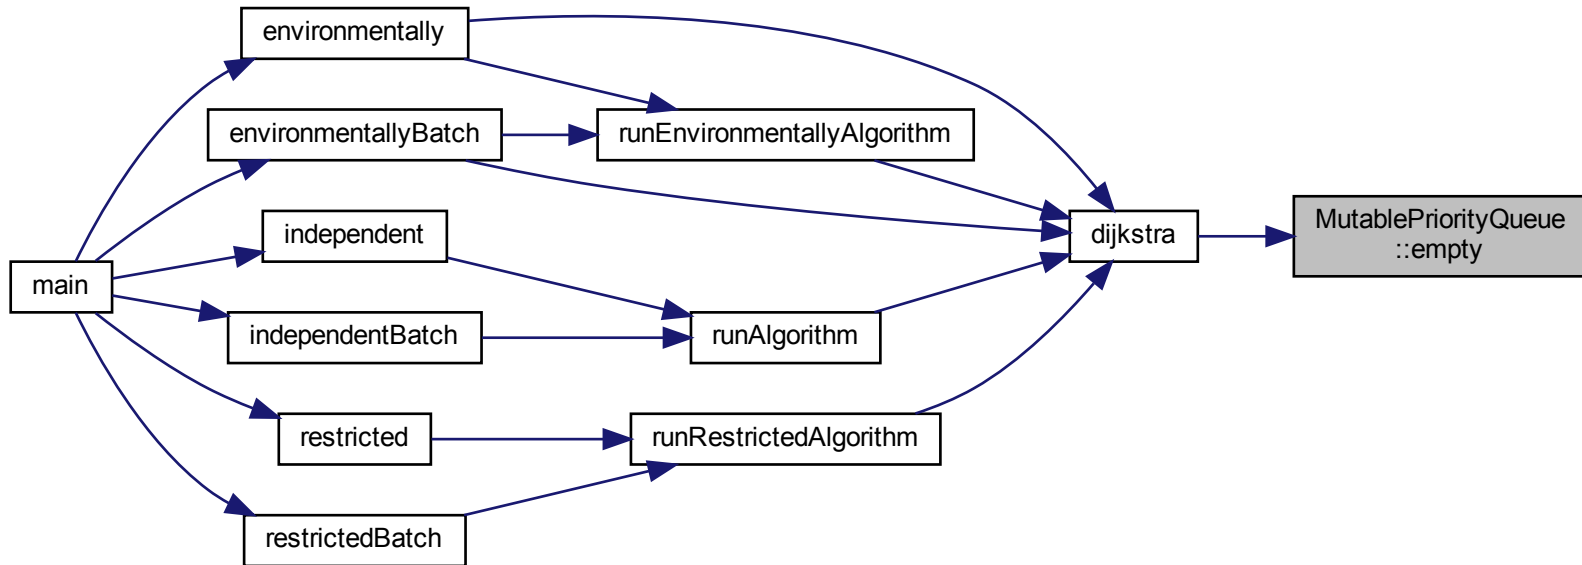 environmentally
environmentallyBatch
runEnvironmentallyAlgorithm
independent
dijkstra
MutablePriorityQueue
::empty
main
independentBatch
runAlgorithm
restricted
runRestrictedAlgorithm
restrictedBatch